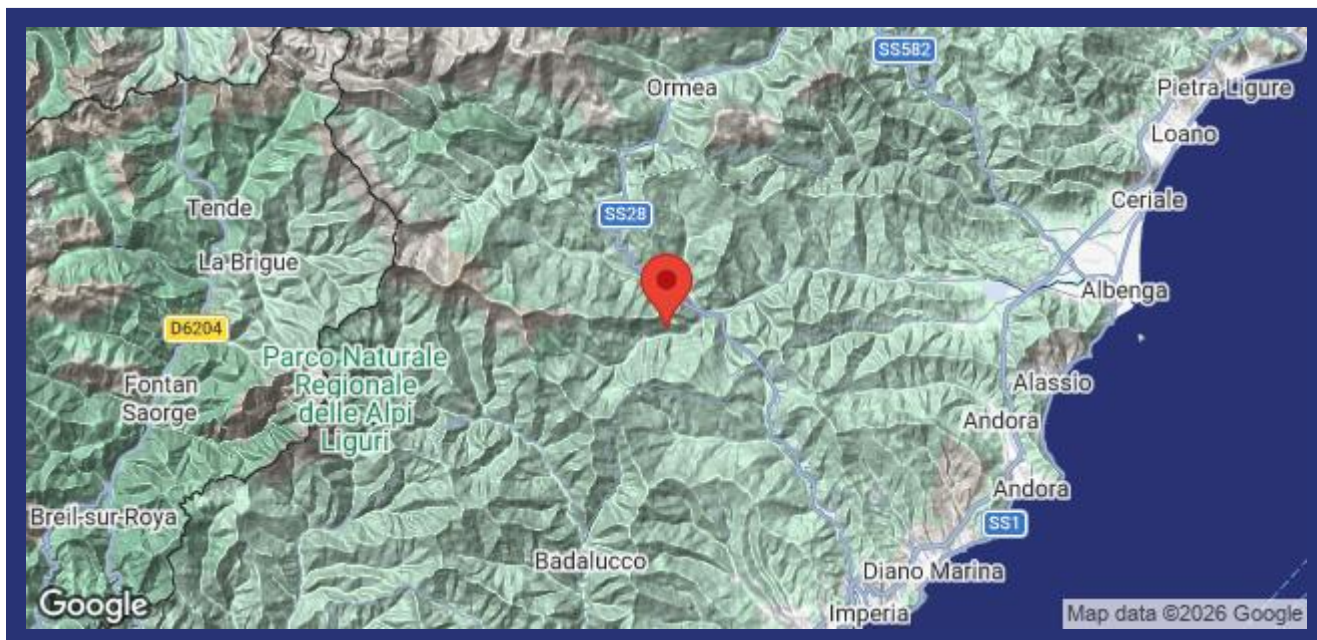 SS582
Ormea
Pietra Ligure
Loano
Ceriale
Tende
SS28
La Brigue
Albenga
D6204
Parco Naturale
Regionale
delle Alpi
Liguri
Fontan
Saorge
Alassio
Andora
Andora
Breil-sur-Roya
SS1
Badalucco
Diano Marina
Google
Imperia
Map data ©2026 Google